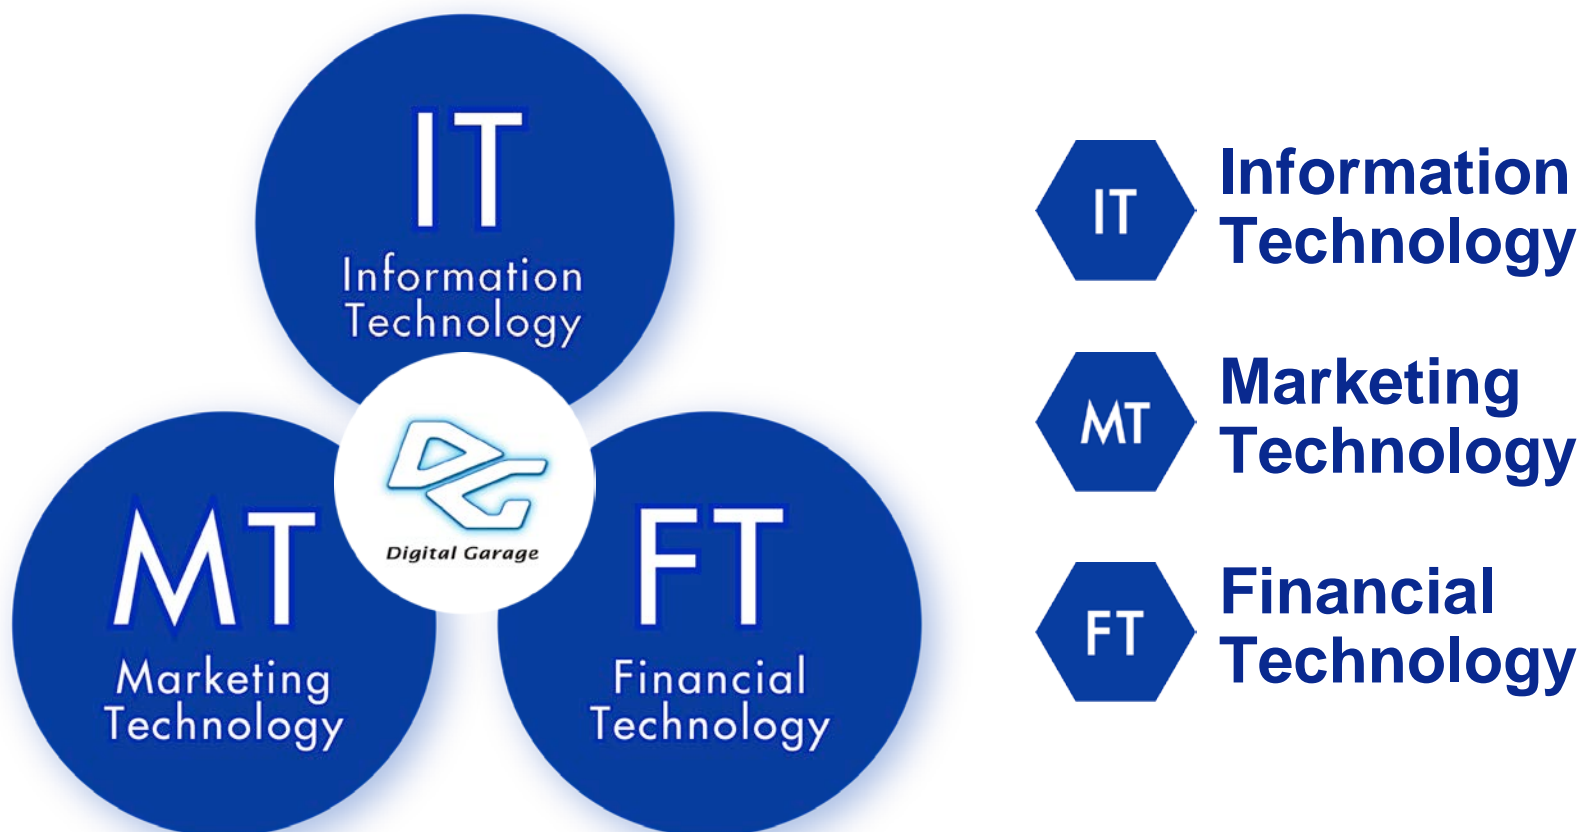 IT
Information
Technology
DG
Digital Garage
MT
Marketing
Technology
FT
Financial
Technology
IT
Information
Technology
MT
Marketing
Technology
FT
Financial
Technology